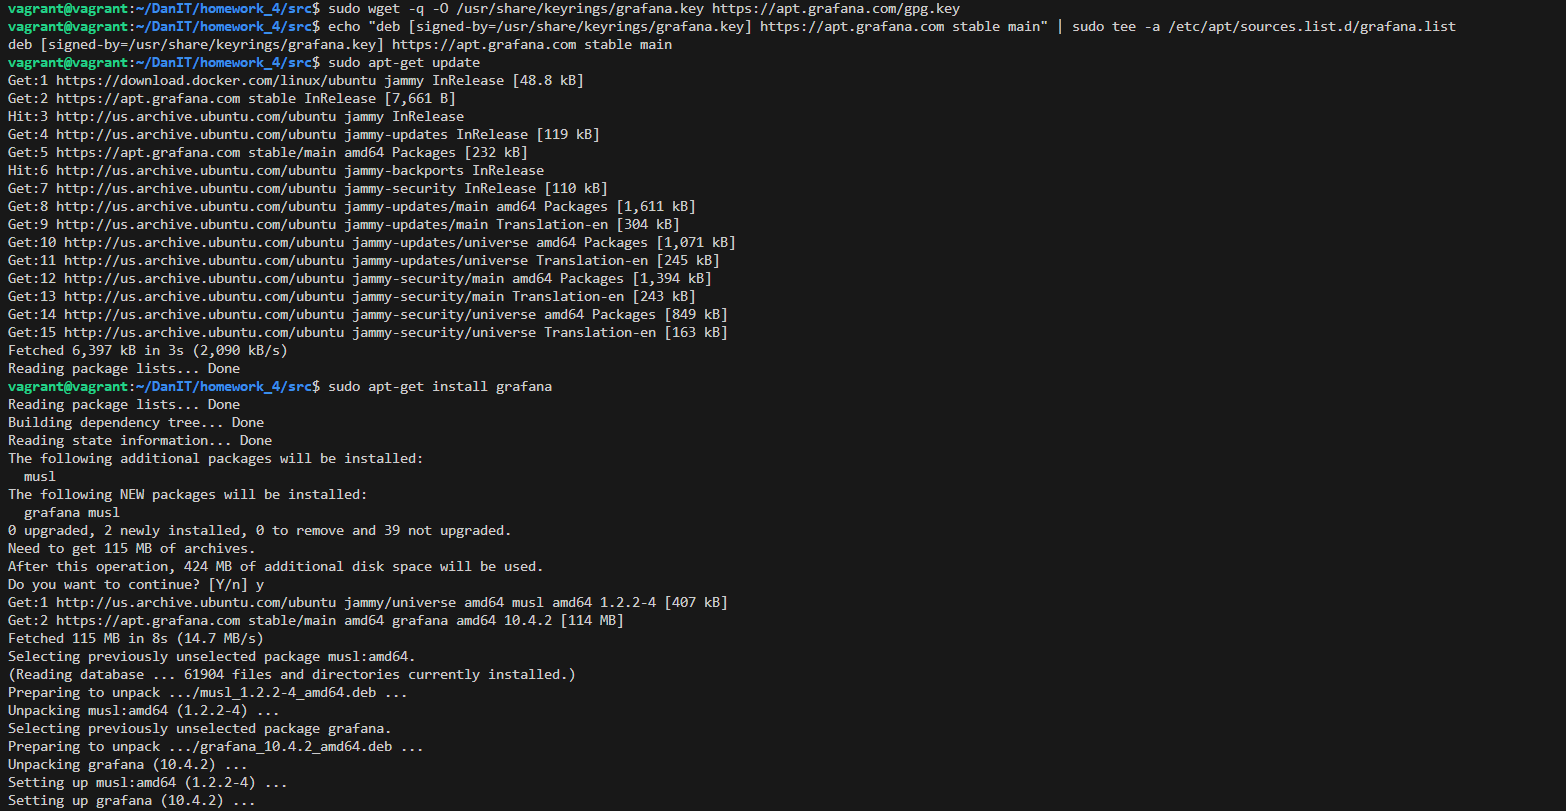 vagrant@vagrant:~/DanIT/homework_4/src$ sudo wget -q -O /usr/share/keyrings/grafana.key https://apt.grafana.com/gpg.key
vagrant@vagrant:~/DanIT/homework_4/src$ echo "deb [signed-by=/usr/share/keyrings/grafana.key] https://apt.grafana.com stable main" | sudo tee -a /etc/apt/sources.list.d/grafana.list
deb [signed-by=/usr/share/keyrings/grafana.key] https://apt.grafana.com stable main
vagrant@vagrant:~/DanIT/homework_4/src$ sudo apt-get update
Get:1 https://download.docker.com/linux/ubuntu jammy InRelease [48.8 kB]
Get:2 https://apt.grafana.com stable InRelease [7,661 B]
Hit:3 http://us.archive.ubuntu.com/ubuntu jammy InRelease
Get:4 http://us.archive.ubuntu.com/ubuntu jammy-updates InRelease [119 kB]
Get:5 https://apt.grafana.com stable/main amd64 Packages [232 kB]
Hit:6 http://us.archive.ubuntu.com/ubuntu jammy-backports InRelease
Get:7 http://us.archive.ubuntu.com/ubuntu jammy-security InRelease [110 kB]
Get:8 http://us.archive.ubuntu.com/ubuntu jammy-updates/main amd64 Packages [1,611 kB]
Get:9 http://us.archive.ubuntu.com/ubuntu jammy-updates/main Translation-en [304 kB]
Get:10 http://us.archive.ubuntu.com/ubuntu jammy-updates/universe amd64 Packages [1,071 kB]
Get:11 http://us.archive.ubuntu.com/ubuntu jammy-updates/universe Translation-en [245 kB]
Get:12 http://us.archive.ubuntu.com/ubuntu jammy-security/main amd64 Packages [1,394 kB]
Get:13 http://us.archive.ubuntu.com/ubuntu jammy-security/main Translation-en [243 kB]
Get:14 http://us.archive.ubuntu.com/ubuntu jammy-security/universe amd64 Packages [849 kB]
Get:15 http://us.archive.ubuntu.com/ubuntu jammy-security/universe Translation-en [163 kB]
Fetched 6,397 kB in 3s (2,090 kB/s)
Reading package lists... Done
vagrant@vagrant:~/DanIT/homework_4/src$ sudo apt-get install grafana
Reading package lists... Done
Building dependency tree... Done
Reading state information... Done
The following additional packages will be installed:
  musl
The following NEW packages will be installed:
  grafana musl
0 upgraded, 2 newly installed, 0 to remove and 39 not upgraded.
Need to get 115 MB of archives.
After this operation, 424 MB of additional disk space will be used.
Do you want to continue? [Y/n] y
Get:1 http://us.archive.ubuntu.com/ubuntu jammy/universe amd64 musl amd64 1.2.2-4 [407 kB]
Get:2 https://apt.grafana.com stable/main amd64 grafana amd64 10.4.2 [114 MB]
Fetched 115 MB in 8s (14.7 MB/s)
Selecting previously unselected package musl:amd64.
(Reading database ... 61904 files and directories currently installed.)
Preparing to unpack .../musl_1.2.2-4_amd64.deb ...
Unpacking musl:amd64 (1.2.2-4) ...
Selecting previously unselected package grafana.
Preparing to unpack .../grafana_10.4.2_amd64.deb ...
Unpacking grafana (10.4.2) ...
Setting up musl:amd64 (1.2.2-4) ...
Setting up grafana (10.4.2) ...